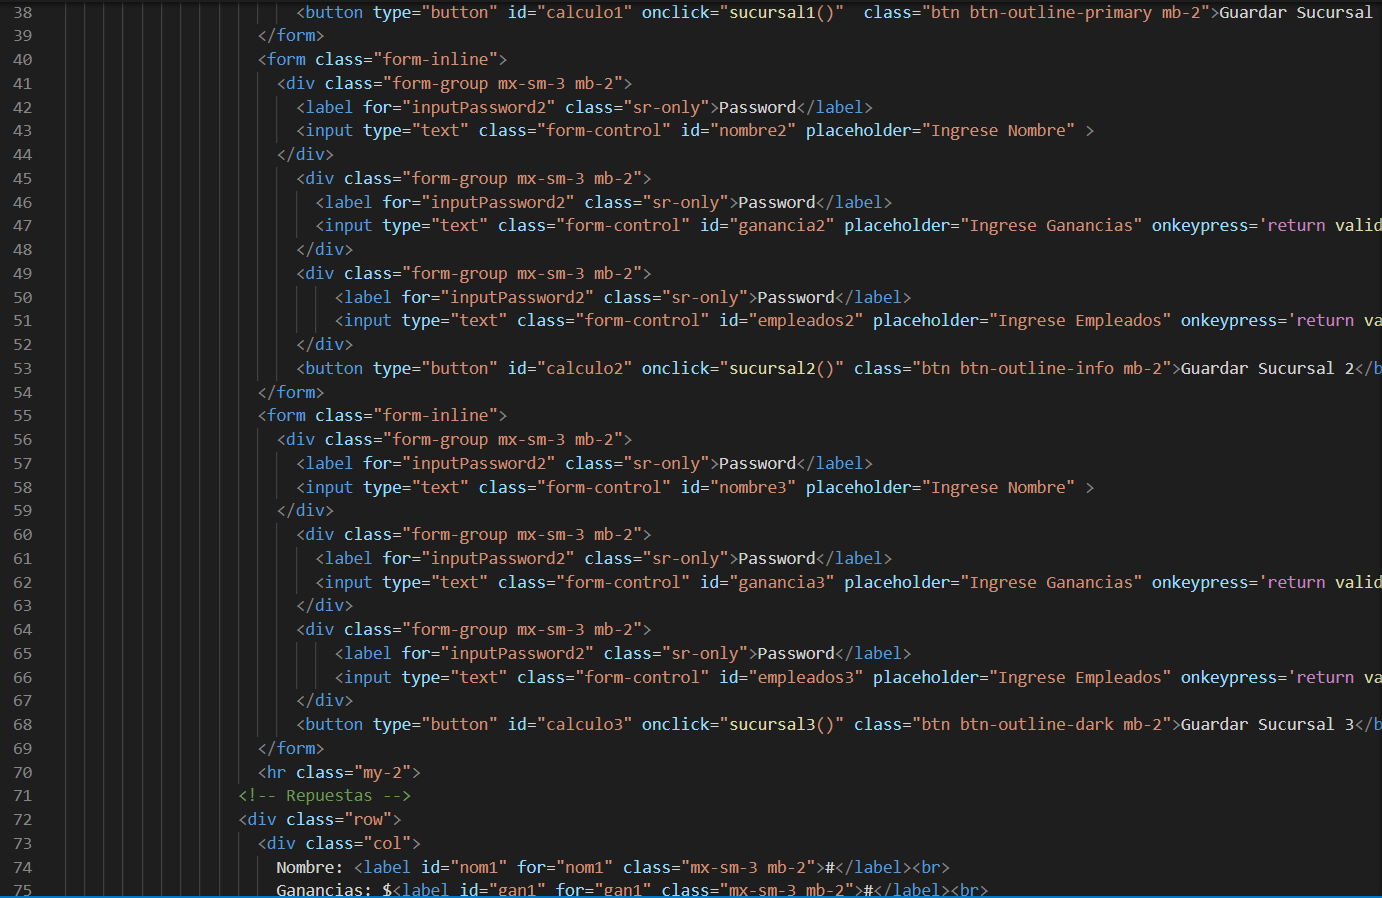 38 <button type="button" id="calculo1" onclick="sucursal1()"  class="btn btn-outline-primary mb-2">Guardar Sucursal
39 </form>
40 <form class="form-inline">
41 <div class="form-group mx-sm-3 mb-2">
42 <label for="inputPassword2" class="sr-only">Password</label>
43 <input type="text" class="form-control" id="nombre2" placeholder="Ingrese Nombre" >
44 </div>
45 <div class="form-group mx-sm-3 mb-2">
46 <label for="inputPassword2" class="sr-only">Password</label>
47 <input type="text" class="form-control" id="ganancia2" placeholder="Ingrese Ganancias" onkeypress='return valid
48 </div>
49 <div class="form-group mx-sm-3 mb-2">
50 <label for="inputPassword2" class="sr-only">Password</label>
51 <input type="text" class="form-control" id="empleados2" placeholder="Ingrese Empleados" onkeypress='return va
52 </div>
53 <button type="button" id="calculo2" onclick="sucursal2()" class="btn btn-outline-info mb-2">Guardar Sucursal 2</b
54 </form>
55 <form class="form-inline">
56 <div class="form-group mx-sm-3 mb-2">
57 <label for="inputPassword2" class="sr-only">Password</label>
58 <input type="text" class="form-control" id="nombre3" placeholder="Ingrese Nombre" >
59 </div>
60 <div class="form-group mx-sm-3 mb-2">
61 <label for="inputPassword2" class="sr-only">Password</label>
62 <input type="text" class="form-control" id="ganancia3" placeholder="Ingrese Ganancias" onkeypress='return valid
63 </div>
64 <div class="form-group mx-sm-3 mb-2">
65 <label for="inputPassword2" class="sr-only">Password</label>
66 <input type="text" class="form-control" id="empleados3" placeholder="Ingrese Empleados" onkeypress='return va
67 </div>
68 <button type="button" id="calculo3" onclick="sucursal3()" class="btn btn-outline-dark mb-2">Guardar Sucursal 3</b
69 </form>
70 <hr class="my-2">
71 <!-- Repuestas -->
72 <div class="row">
73 <div class="col">
74 Nombre: <label id="nom1" for="nom1" class="mx-sm-3 mb-2">#</label><br>
75 Ganancias: $<label id="gan1" for="gan1" class="mx-sm-3 mb-2">#</label><br>